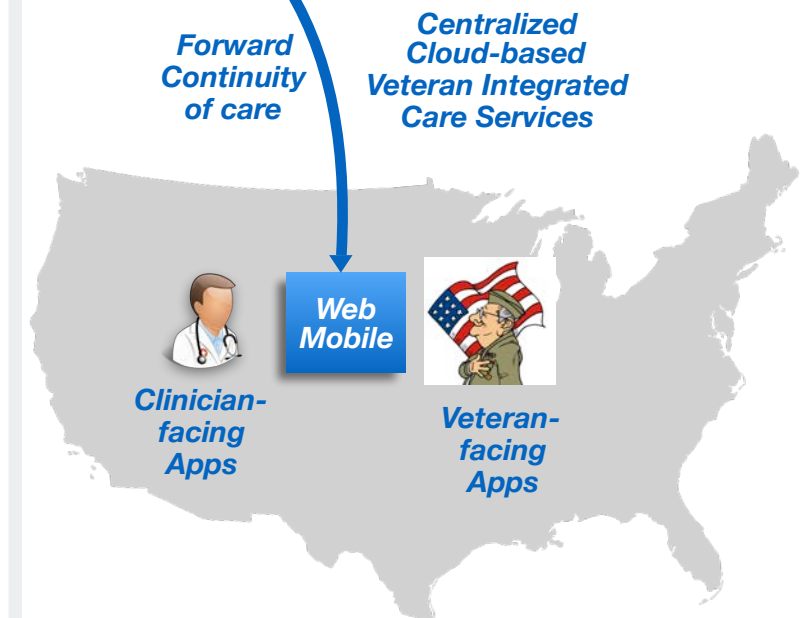 Forward
Continuity
of care
Centralized
Cloud-based
Veteran Integrated
Care Services
Web
Mobile
Clinician-
facing
Apps
Veteran-
facing
Apps